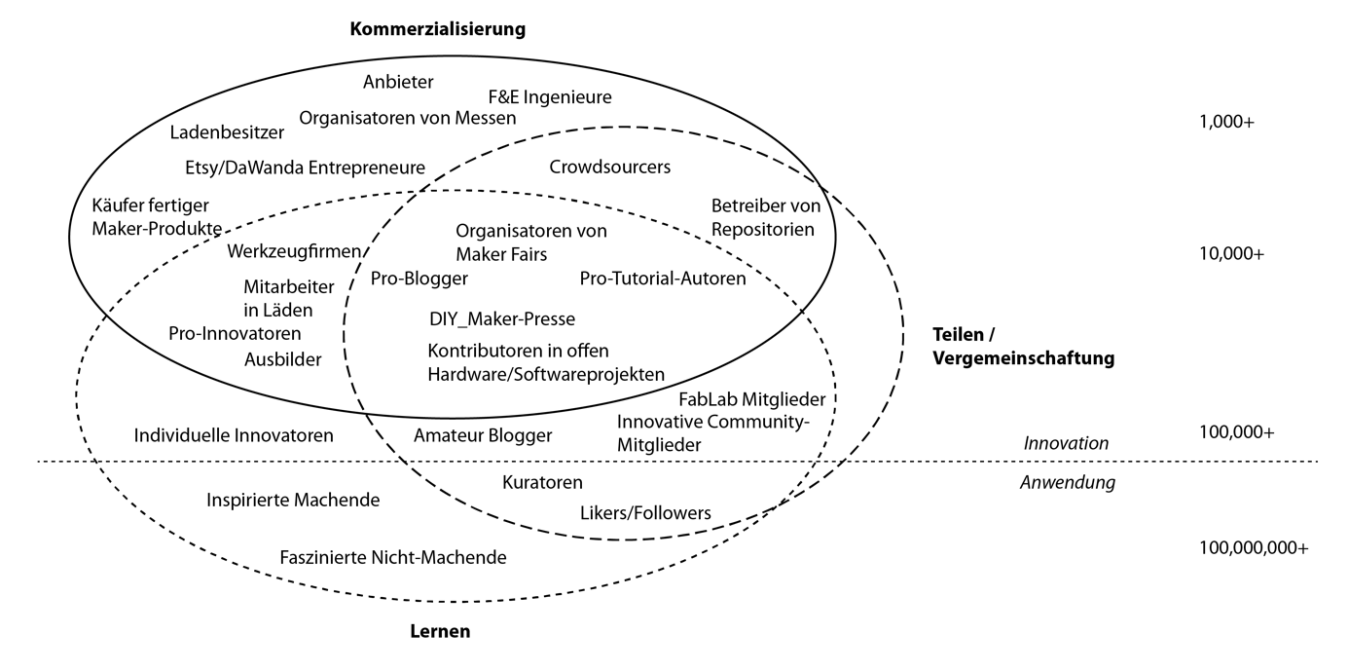 Kommerzialisierung
Anbieter
F&E Ingenieure
Organisatoren von Messen
1,000+
Ladenbesitzer
Etsy/DaWanda Entrepreneure
Crowdsourcers
Käufer fertiger
Maker-Produkte
Betreiber von
Repositorien
Organisatoren von
Maker Fairs
Werkzeugfirmen
10,000+
Pro-Blogger
Pro-Tutorial-Autoren
Mitarbeiter
in Läden
DIY_Maker-Presse
Pro-Innovatoren
Teilen /
Vergemeinschaftung
Ausbilder
Kontributoren in offen
Hardware/Softwareprojekten
FabLab Mitglieder
Innovative Community-
Mitglieder
Individuelle Innovatoren
Amateur Blogger
Innovation
100,000+
Anwendung
Kuratoren
Inspirierte Machende
Likers/Followers
Faszinierte Nicht-Machende
100,000,000+
Lernen